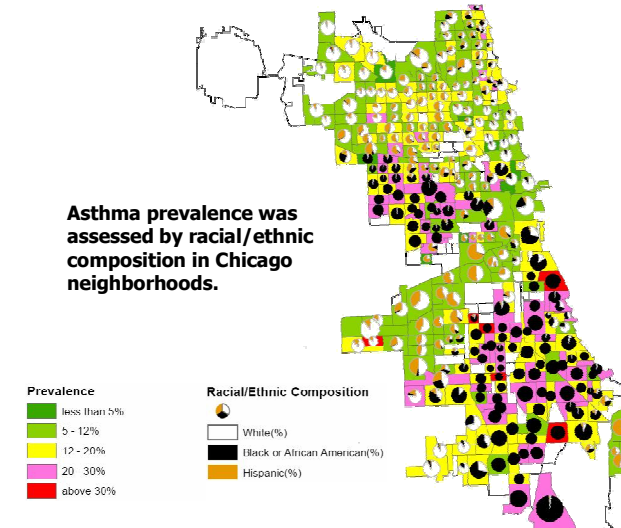 Asthma prevalence was
assessed by racial/ethnic
composition in Chicago
neighborhoods.
Prevalence
less than 5%
5 - 12%
12 - 20%
20 - 30%
above 30%
Racial/Ethnic Composition
White(%)
Black or African American(%)
Hispanic(%)